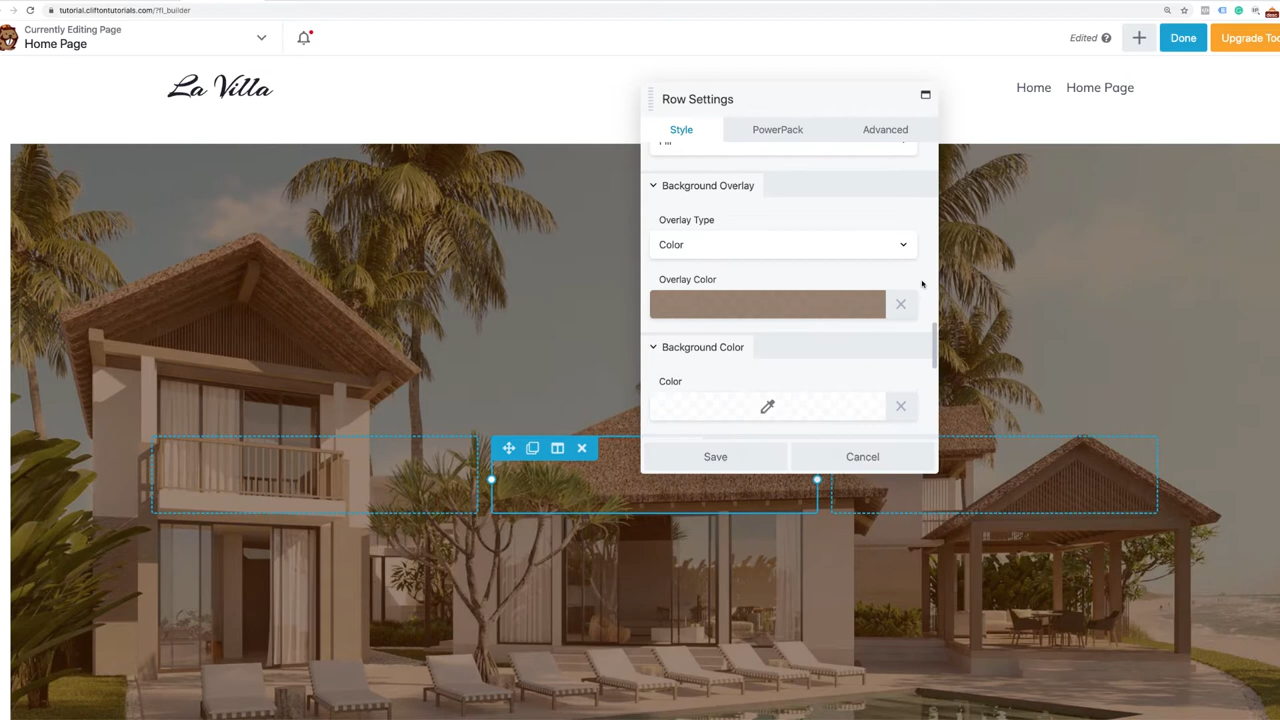 tutorial.cliftontutorials.com/?fl_builder
Currently Editing Page
Home Page
Edited
Done
Upgrade
La Villa
Home
Home Page
Row Settings
Style
PowerPack
Advanced
Background Overlay
Overlay Type
Color
Overlay Color
Background Color
Color
Save
Cancel